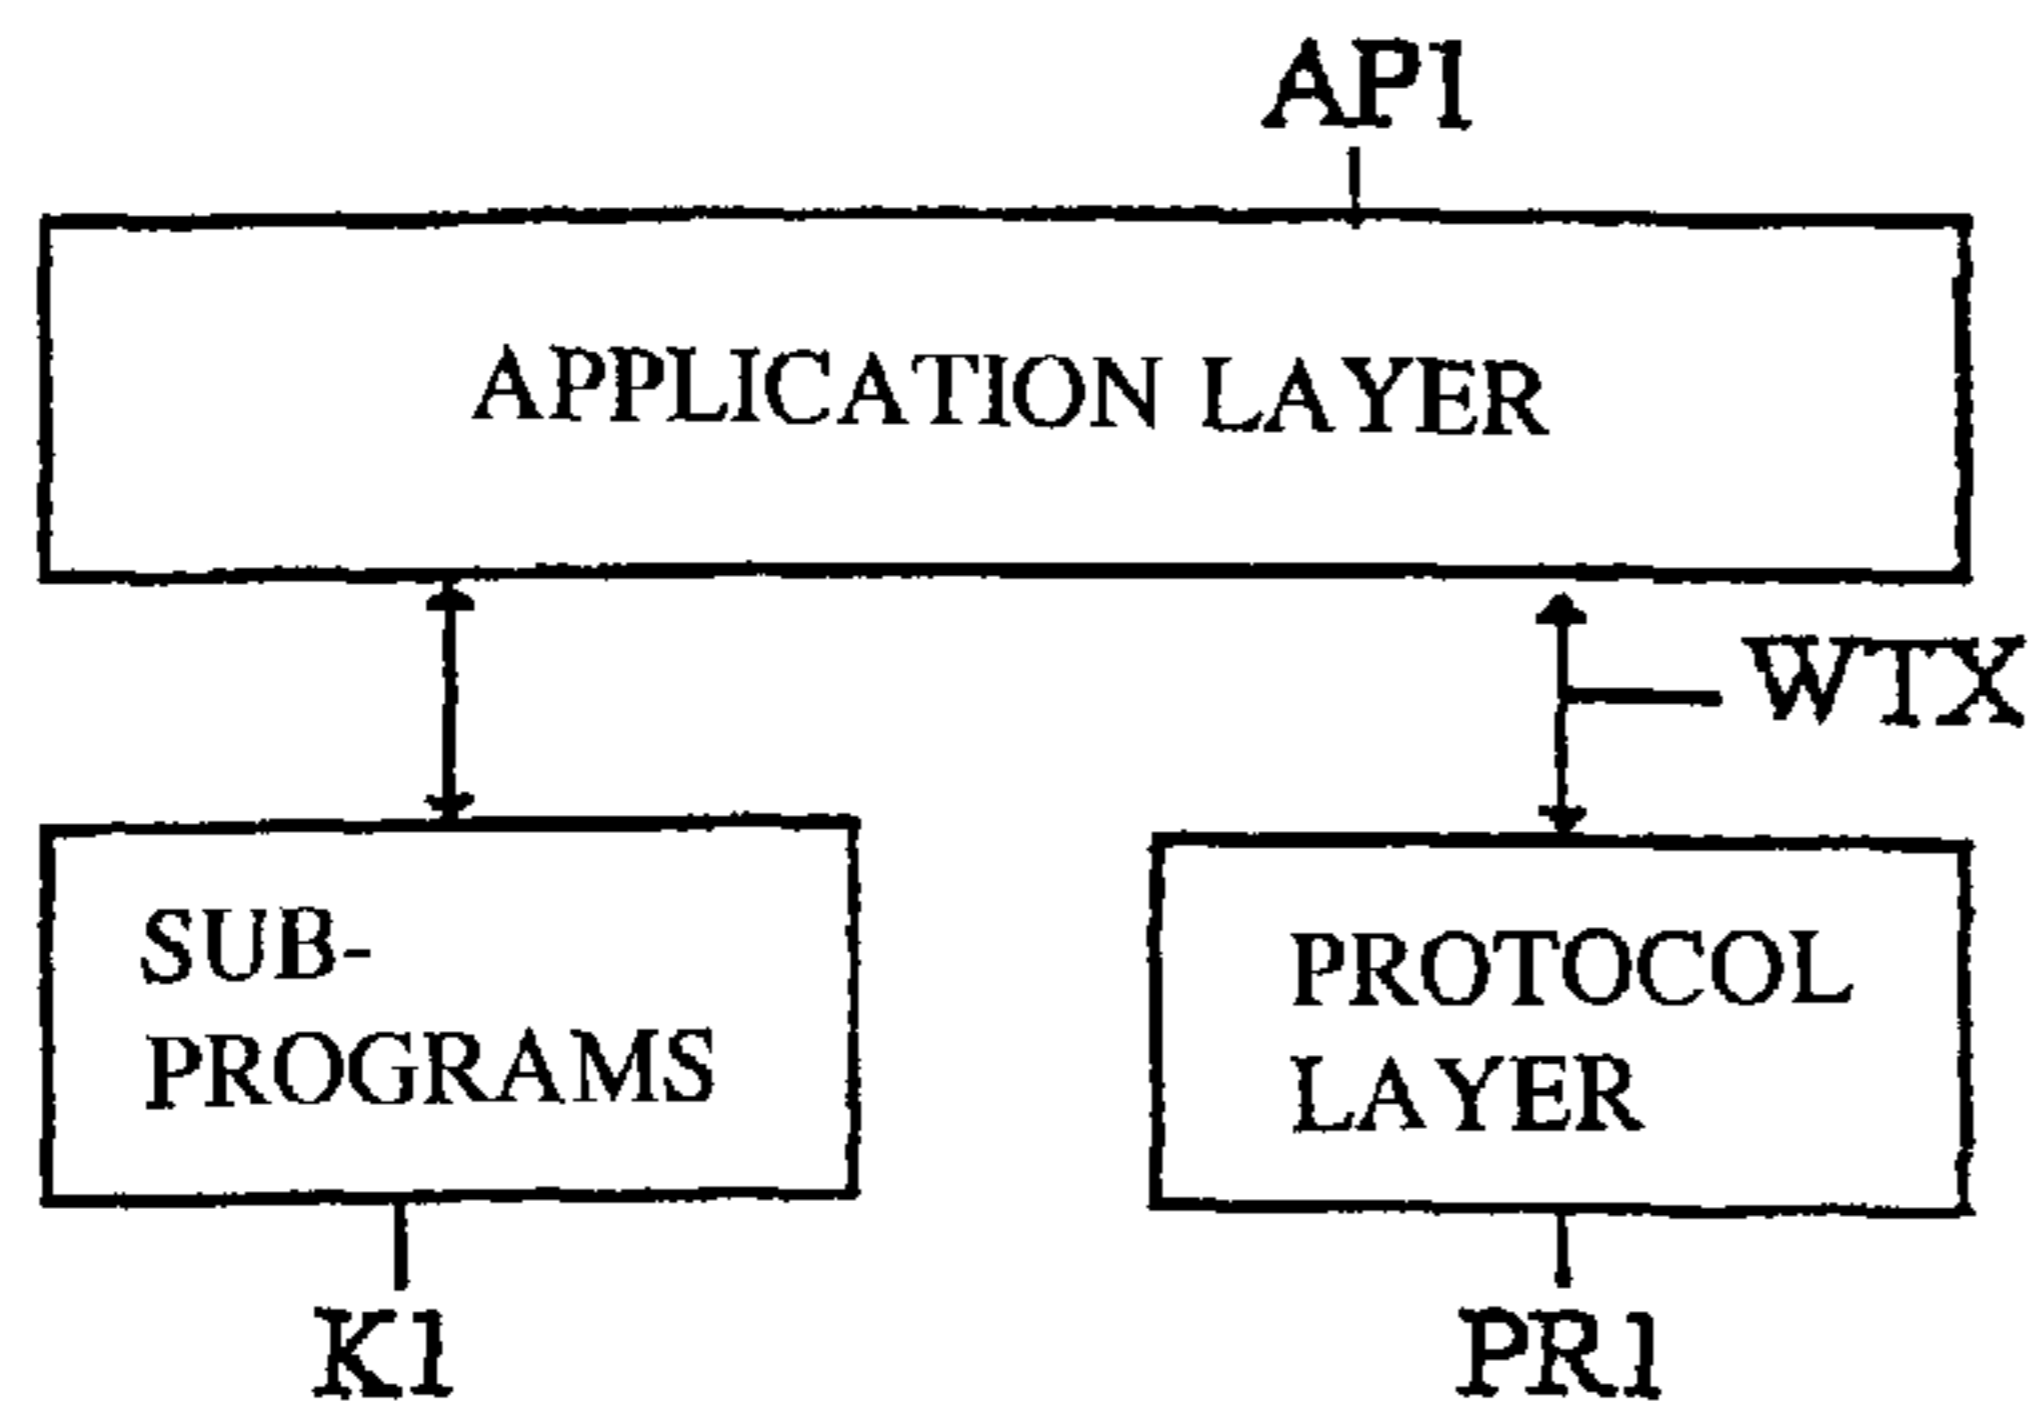 AP1
APPLICATION LAYER
WTX
SUB-
PROGRAMS
PROTOCOL
LAYER
K1
PR1